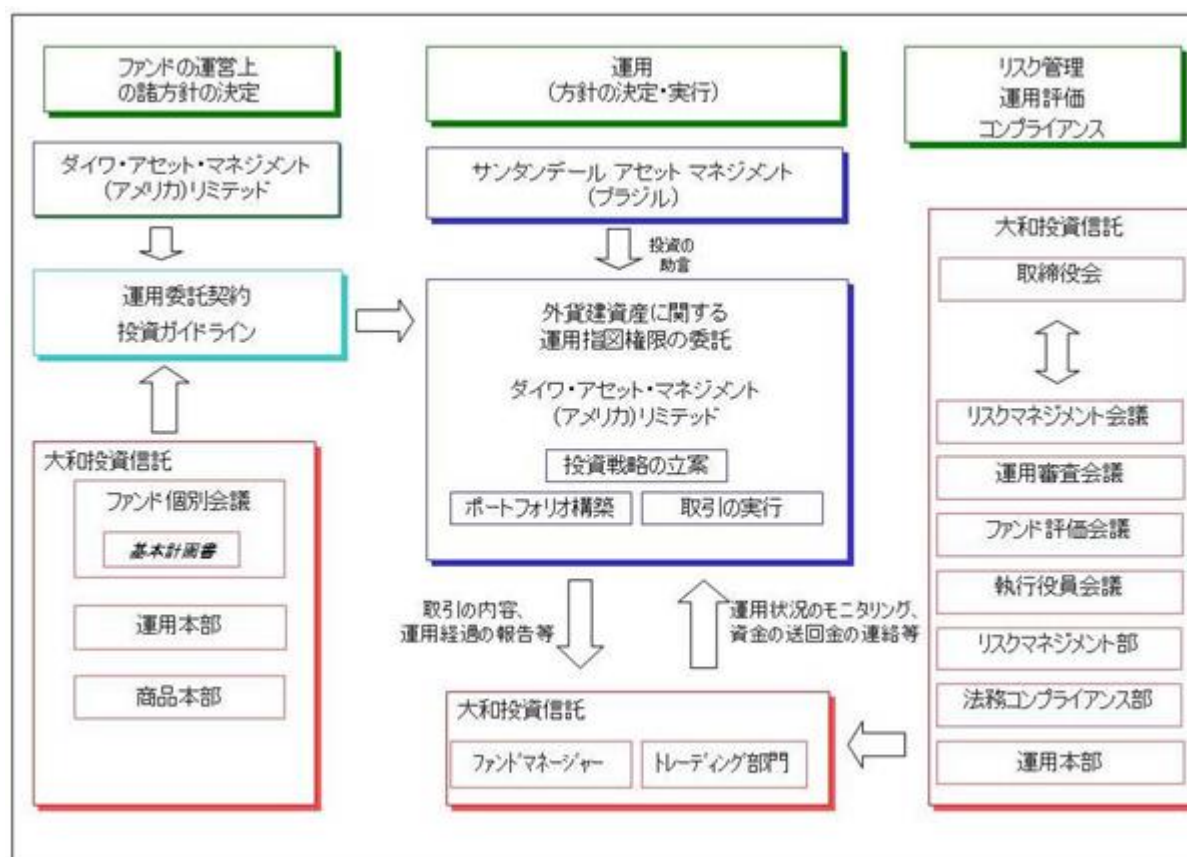 ファンドの運営上
の諸方針の決定
ダイワ・アセット・マネジメント
(アメリカ)リミテッド
運用委託契約
投資ガイドライン
大和投資信託
ファンド個別会議
基本計画書
運用本部
商品本部
運用
(方針の決定・実行)
サンタンデール アセット マネジメント
(ブラジル)
投資の
助言
外貨建資産に関する
運用指図権限の委託
ダイワ・アセット・マネジメント
(アメリカ)リミテッド
投資戦略の立案
ポートフォリオ構築
取引の実行
取引の内容、
運用経過の報告等
運用状況のモニタリング、
資金の送回金の連絡等
大和投資信託
ファンドマネージャー
トレーディング部門
リスク管理
運用評価
コンプライアンス
大和投資信託
取締役会
リスクマネジメント会議
運用審査会議
ファンド評価会議
執行役員会議
リスクマネジメント部
法務コンプライアンス部
運用本部